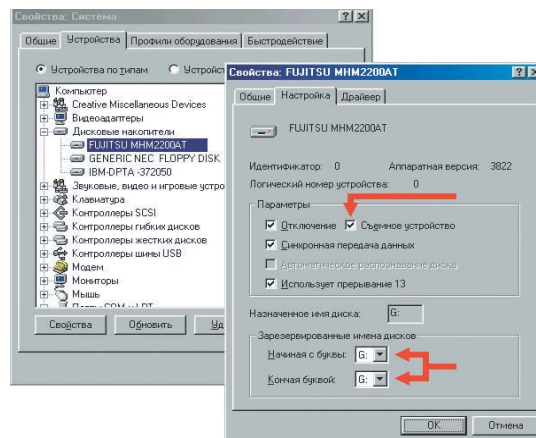 Свойства: Система
Общие Устройства Профили оборудования Быстродействие
Устройства по типам
Компьютер
Creative Miscellaneous Devices
Видеоадаптеры
Дисковые накопители
FUJITSU MHM2200AT
GENERIC NEC FLOPPY DISK
IBM-DPTA -372050
Звуковые, видео и игровые
Клавиатура
Контроллеры SCSI
Контроллеры гибких дисков
Контроллеры жестких дисков
Контроллеры шины USB
Модем
Мониторы
Мышь
Свойства Обновить
Свойства: FUJITSU MHM2200AT
Общие Настройка Драйвер
FUJITSU MHM2200AT
Идентификатор: 0 Аппаратная версия: 3822
Логический номер устройства: 0
Параметры
Отключение Съемное устройство
Синхронная передача данных
Автоматическое распознавание диска
Использует прерывание 13
Назначенное имя диска: G:
Зарезервированные имена дисков
Начиная с буквы: G:
Кончая буквой: G:
OK Отмена